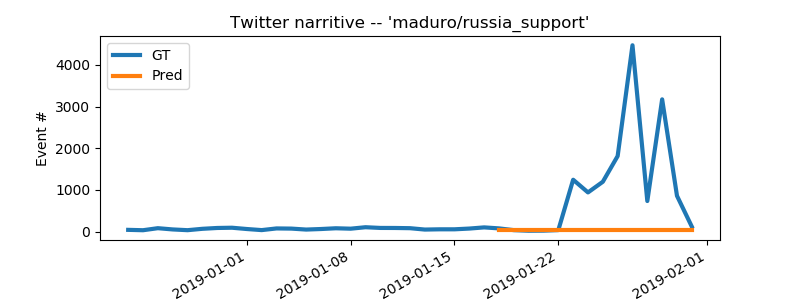 Twitter narritive -- 'maduro/russia_support'
GT
Pred
Event #
4000
3000
2000
1000
0
2019-01-01
2019-01-08
2019-01-15
2019-01-22
2019-02-01